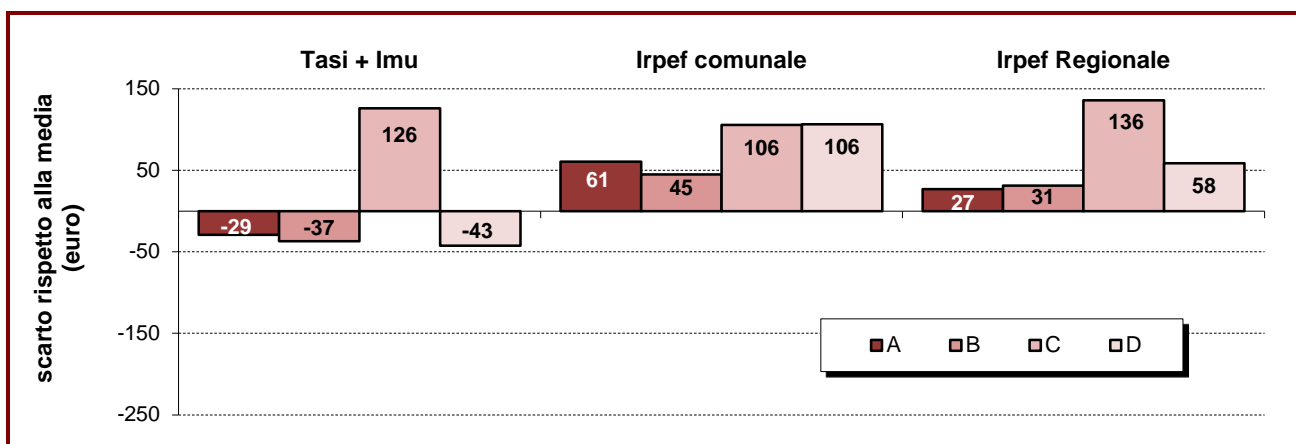 Tasi + Imu
Irpef comunale
Irpef Regionale
scarto rispetto alla media
(euro)
150
50
-50
-150
-250
-29
-37
126
-43
61
45
106
106
27
31
136
58
A
B
C
D